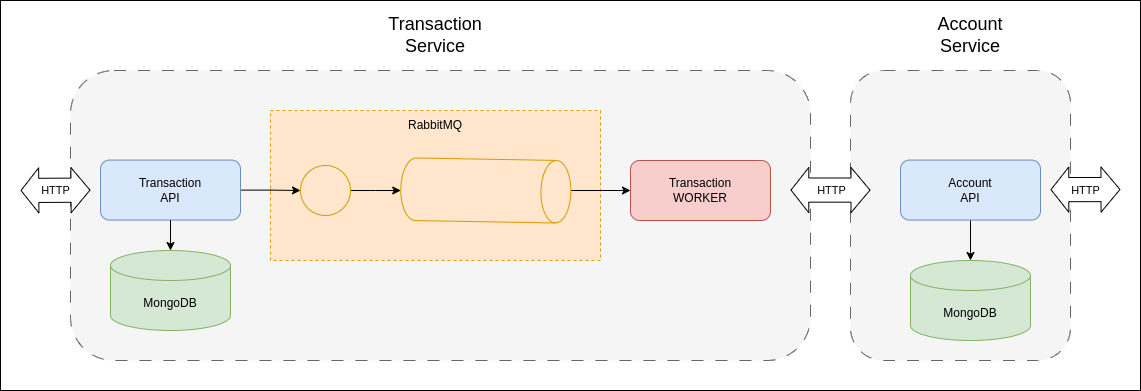 Transaction
Service
Account
Service
RabbitMQ
HTTP
Transaction
API
Transaction
WORKER
HTTP
Account
API
HTTP
MongoDB
MongoDB